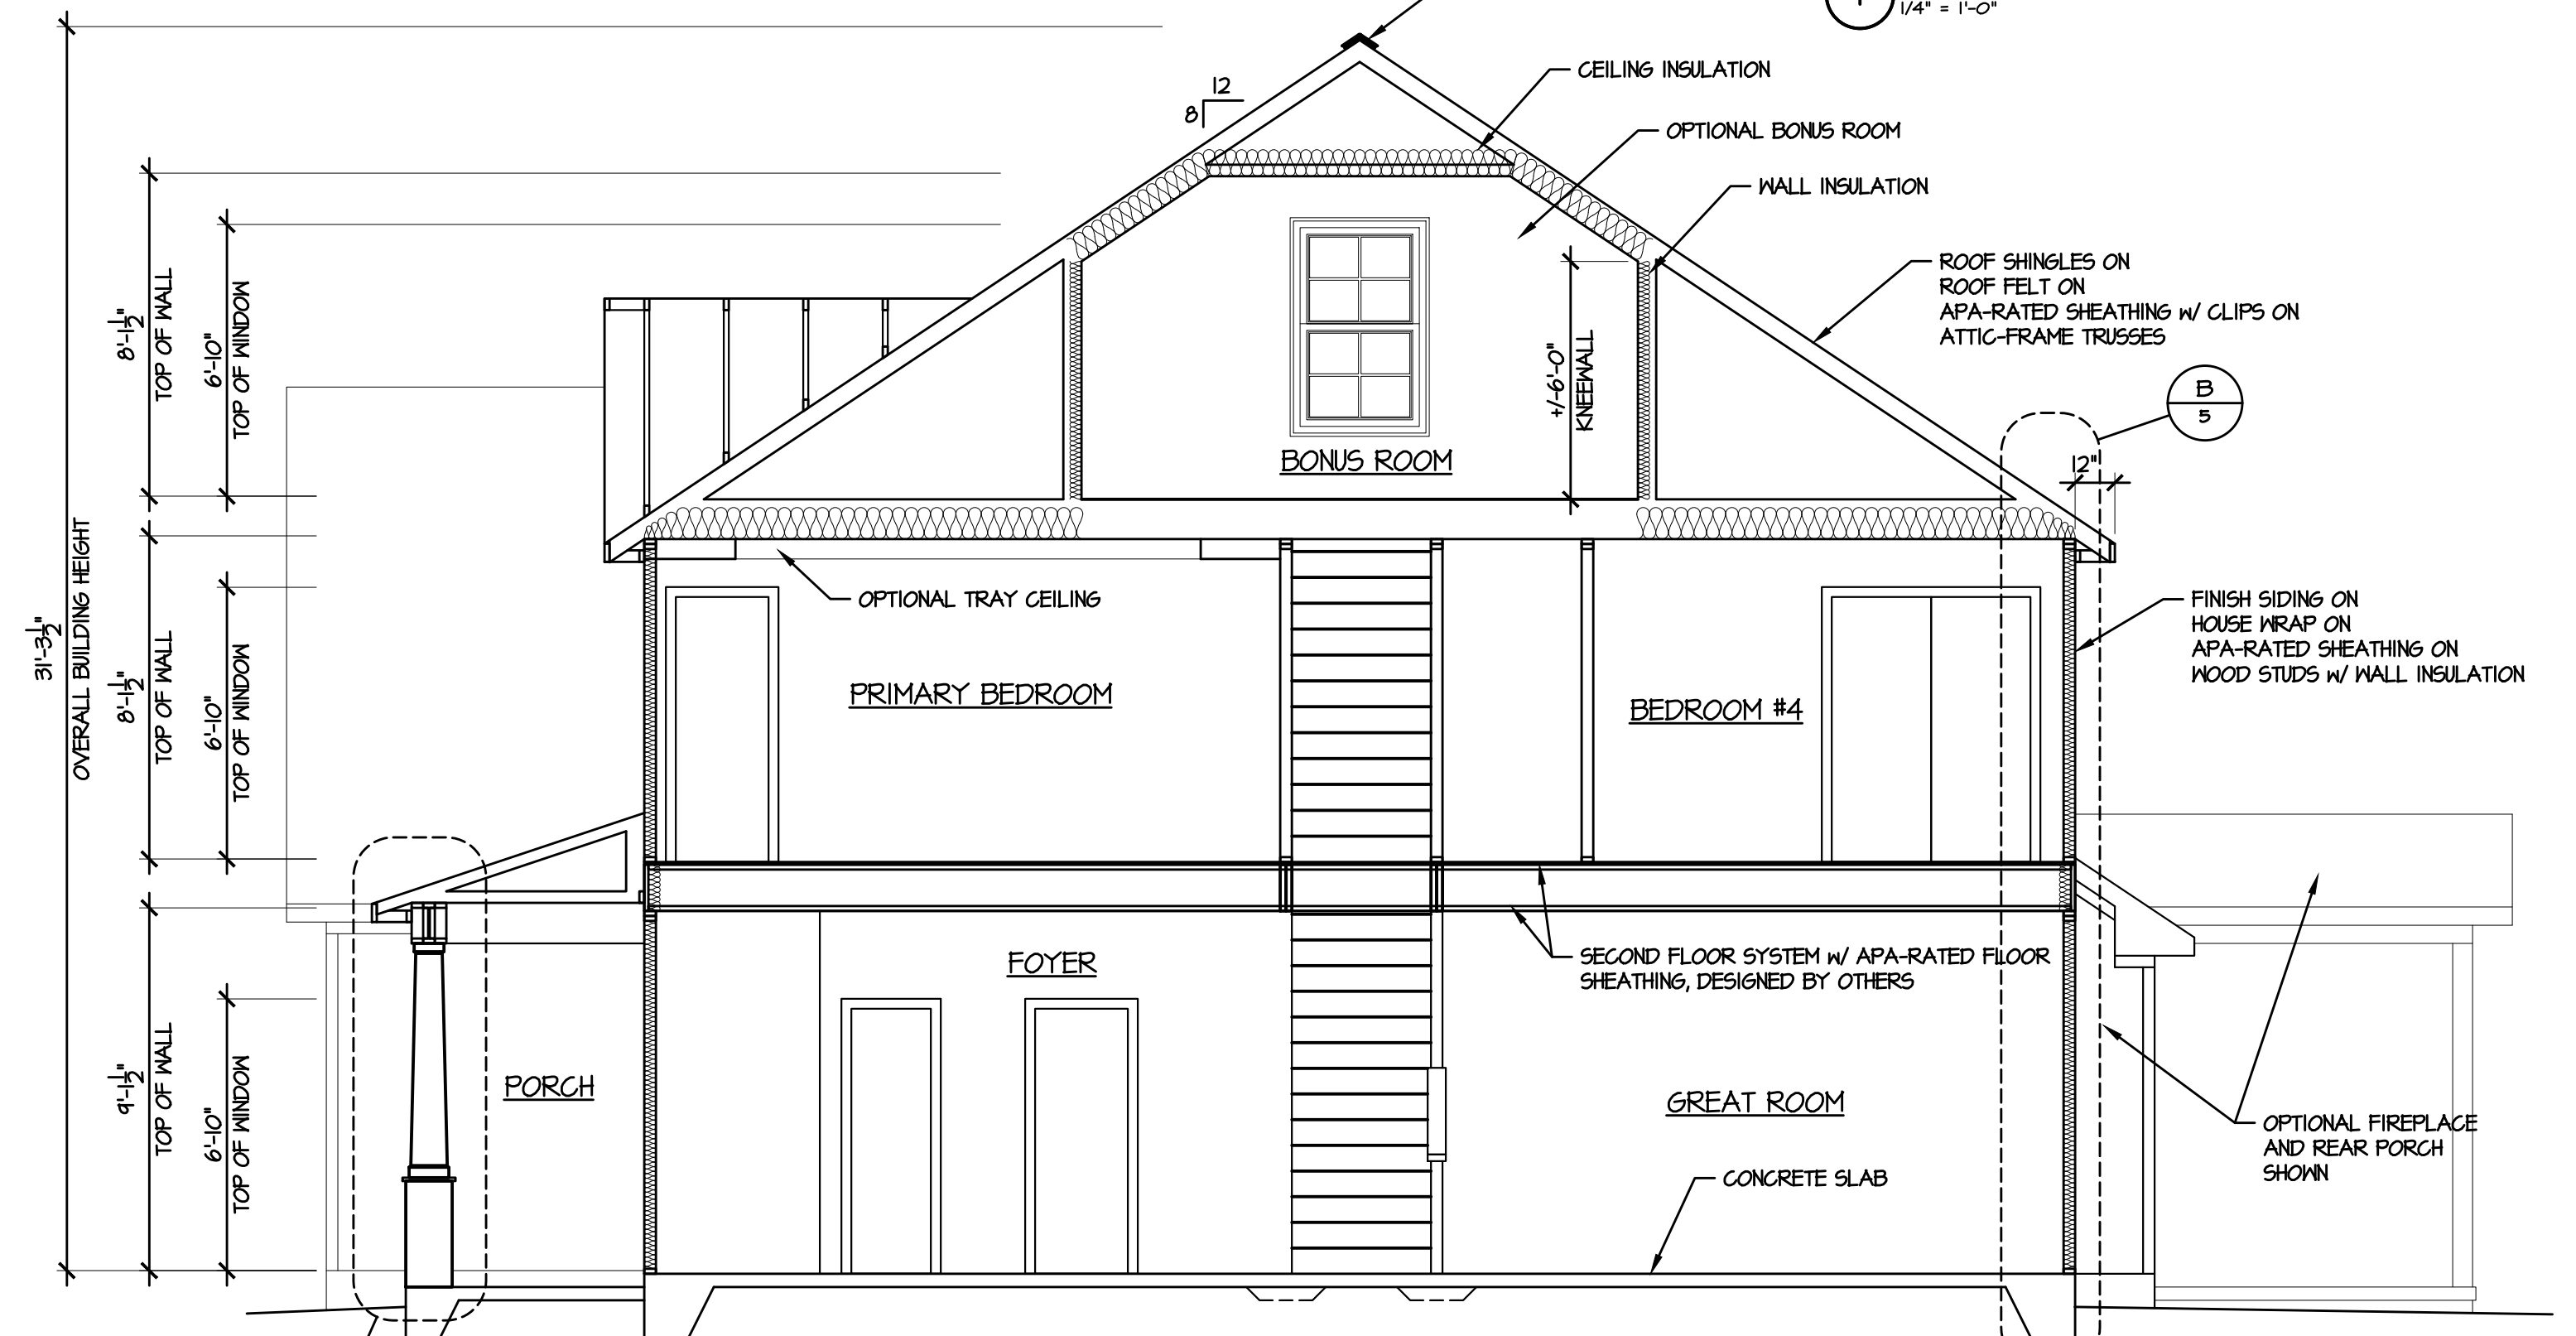 1/4" = 1'-0"
CEILING INSULATION
12
8
OPTIONAL BONUS ROOM
WALL INSULATION
ROOF SHINGLES ON
ROOF FELT ON
APA-RATED SHEATHING W/ CLIPS ON
ATTIC-FRAME TRUSSES
8'-1 1/2"
TOP OF WALL
6'-10"
TOP OF WINDOW
+/-6'-0"
KNEEWALL
B
5
12"
BONUS ROOM
31'-3 1/2"
OVERALL BUILDING HEIGHT
OPTIONAL TRAY CEILING
FINISH SIDING ON
HOUSE WRAP ON
APA-RATED SHEATHING ON
WOOD STUDS W/ WALL INSULATION
8'-1 1/2"
TOP OF WALL
6'-10"
TOP OF WINDOW
PRIMARY BEDROOM
BEDROOM #4
FOYER
SECOND FLOOR SYSTEM W/ APA-RATED FLOOR
SHEATHING, DESIGNED BY OTHERS
9'-1 1/2"
TOP OF WALL
6'-10"
TOP OF WINDOW
PORCH
GREAT ROOM
OPTIONAL FIREPLACE
AND REAR PORCH
SHOWN
CONCRETE SLAB